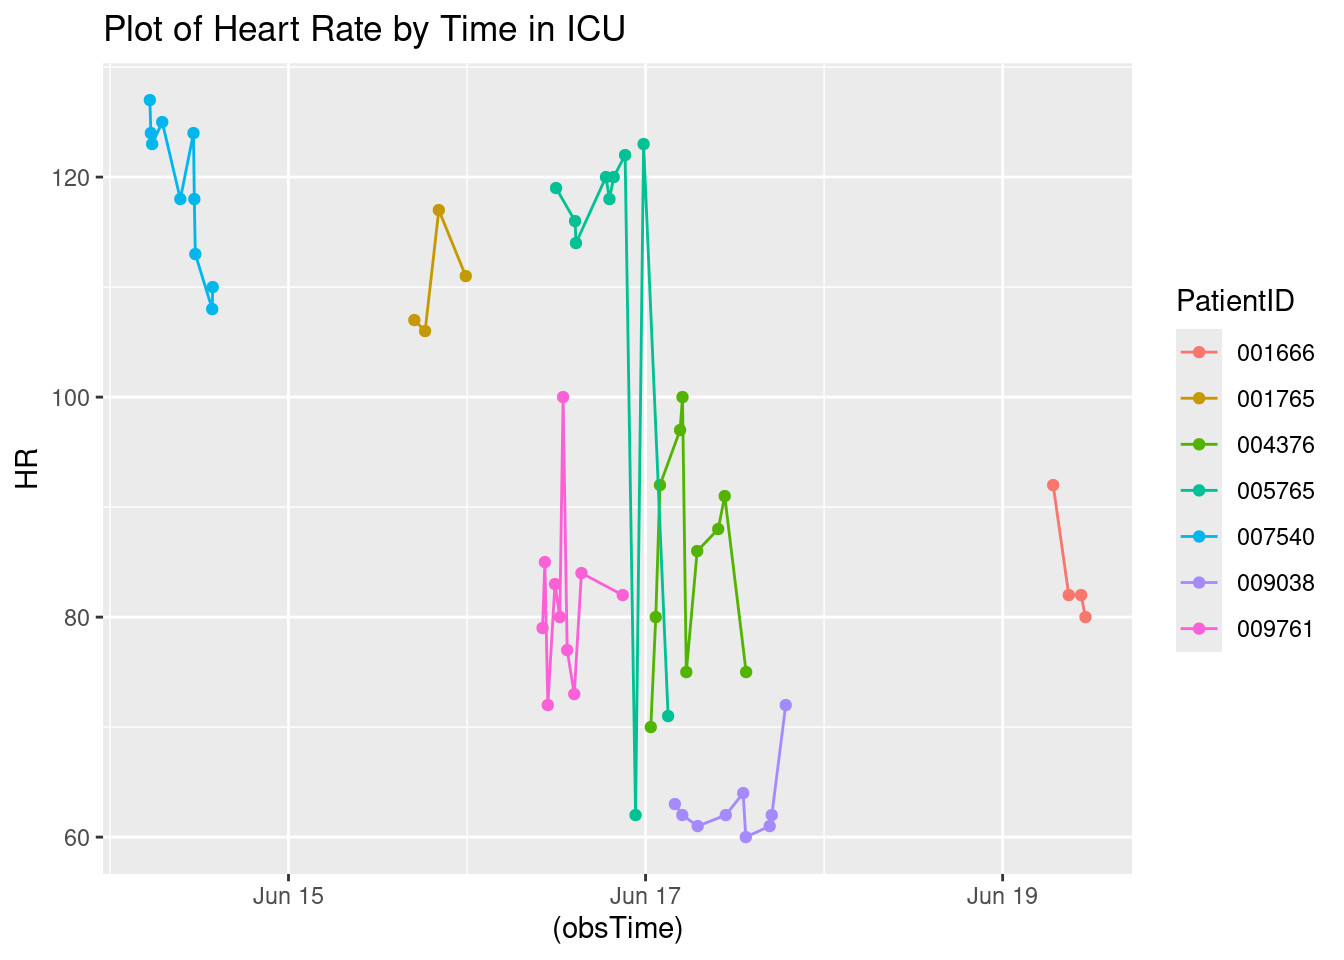 Plot of Heart Rate by Time in ICU
120
100
80
60
HR
Jun 15
Jun 17
Jun 19
(obsTime)
PatientID
001666
001765
004376
005765
007540
009038
009761